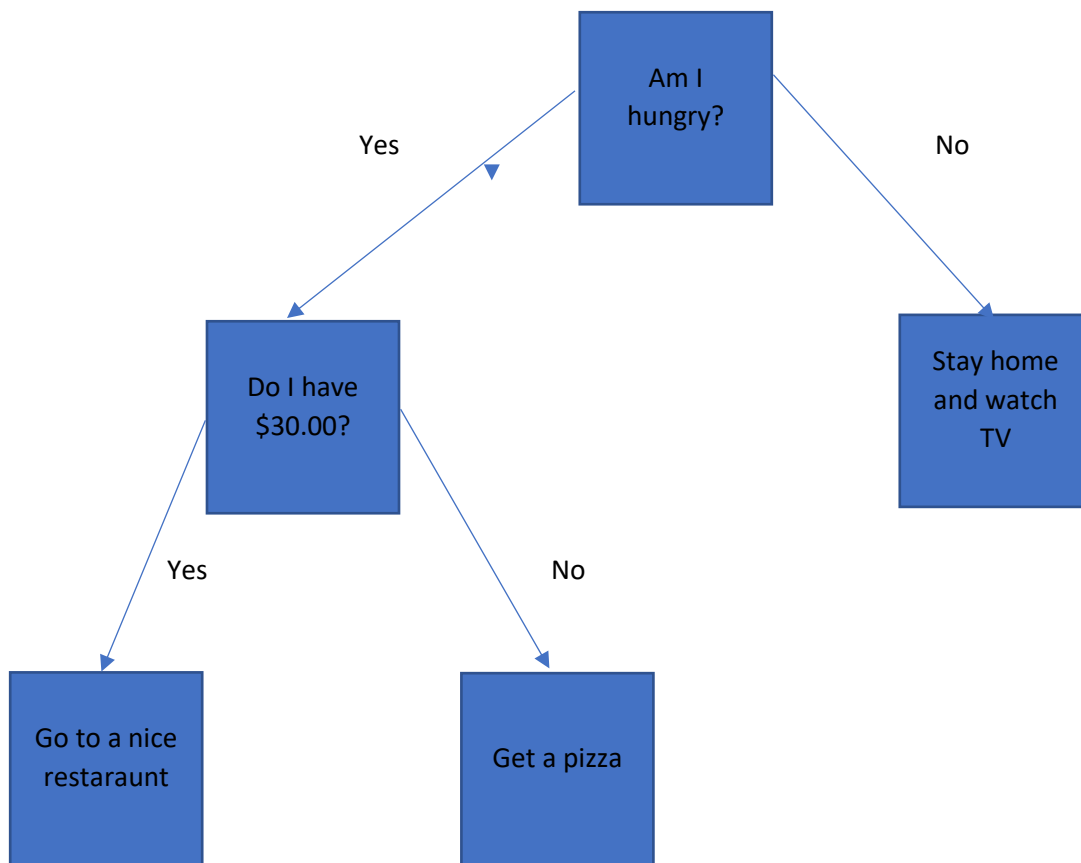 Am I
hungry?
Yes
No
Do I have
$30.00?
Stay home
and watch
TV
Yes
No
Go to a nice
restaraunt
Get a pizza